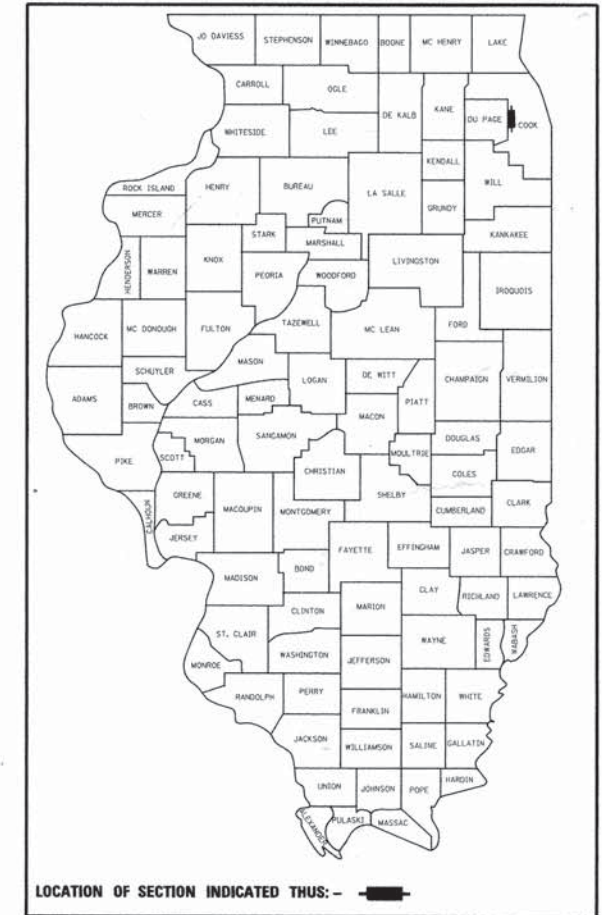 JO DAVIESS STEPHENSON WINNEBAGO BOONE MC HENRY LAKE
CARROLL OGLE
DE KALB KANE DU PAGE COOK
WHITESIDE LEE
KENDALL
WILL
ROCK ISLAND HENRY BUREAU LA SALLE
MERCER PUTNAM GRUNDY
STARK MARSHALL KANKAKEE
HENDERSON WARREN KNOX PEORIA WOODFORD LIVINGSTON IROQUOIS
HANCOCK MC DONOUGH FULTON TAZEWELL MC LEAN FORD
MASON
SCHUYLER LOGAN DE WITT CHAMPAIGN VERMILION
ADAMS BROWN CASS MENARD PIATT
MACON
MORGAN SANGAMON DOUGLAS EDGAR
PIKE SCOTT CHRISTIAN MOULTRIE COLES
SHELBY
GREENE MACOUPIN MONTGOMERY CUMBERLAND CLARK
CALHOUN JERSEY
FAYETTE EFFINGHAM JASPER CRAWFORD
MADISON BOND
CLAY RICHLAND LAWRENCE
CLINTON MARION
ST. CLAIR WAYNE EDWARDS WABASH
WASHINGTON JEFFERSON
MONROE
RANDOLPH PERRY HAMILTON WHITE
FRANKLIN
JACKSON WILLIAMSON SALINE GALLATIN
UNION JOHNSON POPE HARDIN
ALEXANDER PULASKI MASSAC
LOCATION OF SECTION INDICATED THUS: -